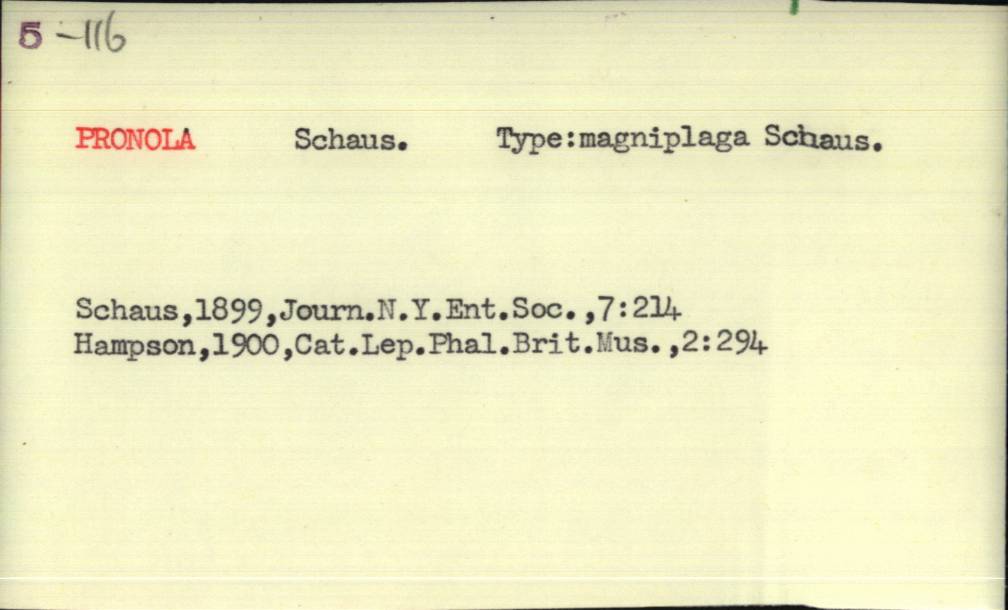 5 -116
PRONOLA Schaus. Type:magniplaga Schaus.
Schaus,1899,Journ.N.Y.Ent.Soc.,7:214
Hampson,1900,Cat.Lep.Phal.Brit.Mus.,2:294